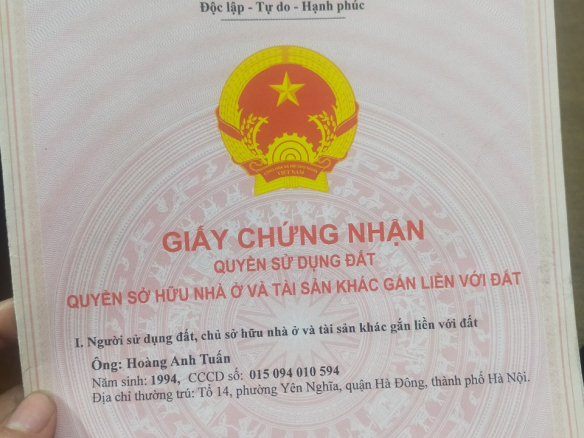 Độc lập - Tự do - Hạnh phúc
VIỆT NAM
GIẤY CHỨNG NHẬN
QUYỀN SỬ DỤNG ĐẤT
QUYỀN SỞ HỮU NHÀ Ở VÀ TÀI SẢN KHÁC GẮN LIỀN VỚI ĐẤT
I. Người sử dụng đất, chủ sở hữu nhà ở và tài sản khác gắn liền với đất
Ông: Hoàng Anh Tuấn
Năm sinh: 1994, CCCD số: 015 094 010 594
Địa chỉ thường trú: Tổ 14, phường Yên Nghĩa, quận Hà Đông, thành phố Hà Nội.